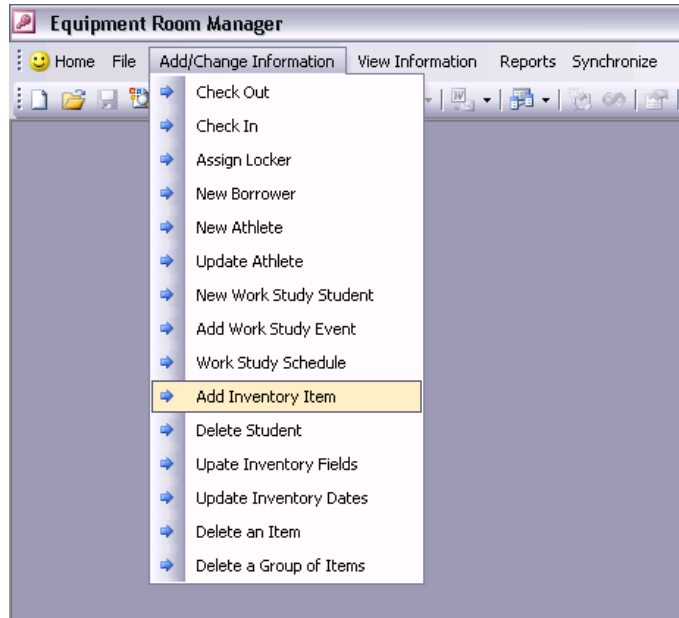 Equipment Room Manager
Home File Add/Change Information View Information Reports Synchronize
Check Out
Check In
Assign Locker
New Borrower
New Athlete
Update Athlete
New Work Study Student
Add Work Study Event
Work Study Schedule
Add Inventory Item
Delete Student
Upate Inventory Fields
Update Inventory Dates
Delete an Item
Delete a Group of Items